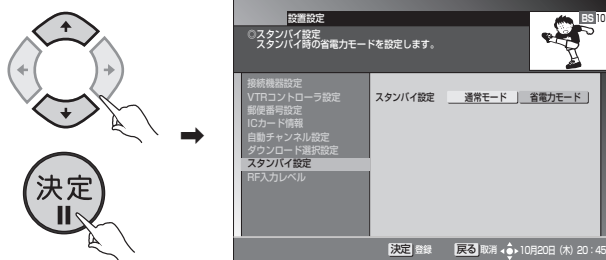 決定
設置設定
BS 10
◎スタンバイ設定
スタンバイ時の省電力モードを設定します。
接続機器設定
VTRコントローラ設定
郵便番号設定
ICカード情報
自動チャンネル設定
ダウンロード選択設定
スタンバイ設定
RF入力レベル
スタンバイ設定 通常モード 省電力モード
決定 登録 戻る 取消 10月20日 (木) 20:45